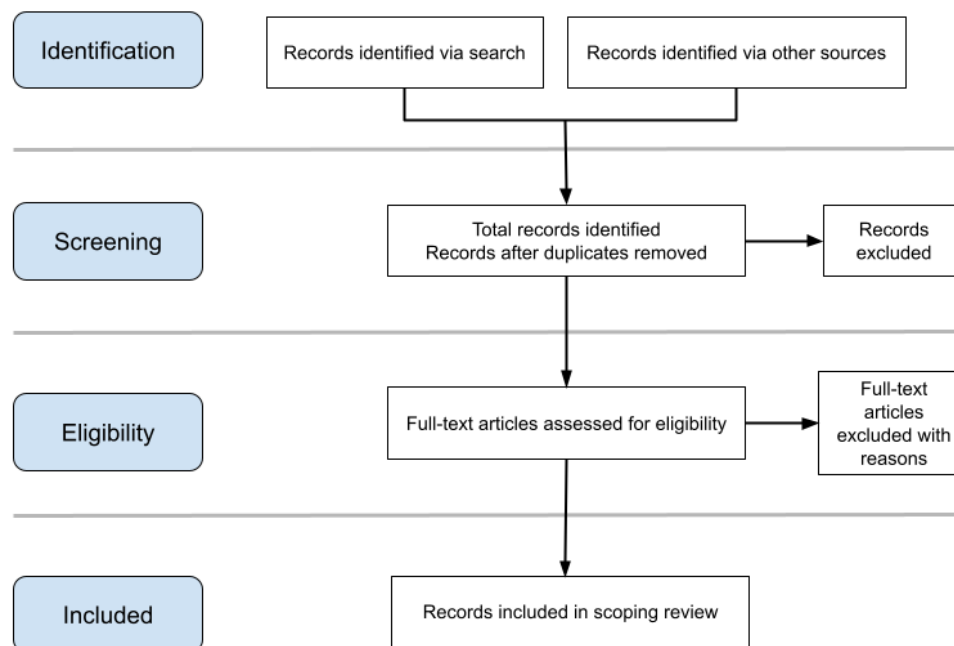 Identification
Records identified via search
Records identified via other sources
Screening
Total records identified
Records after duplicates removed
Records
excluded
Eligibility
Full-text articles assessed for eligibility
Full-text
articles
excluded with
reasons
Included
Records included in scoping review